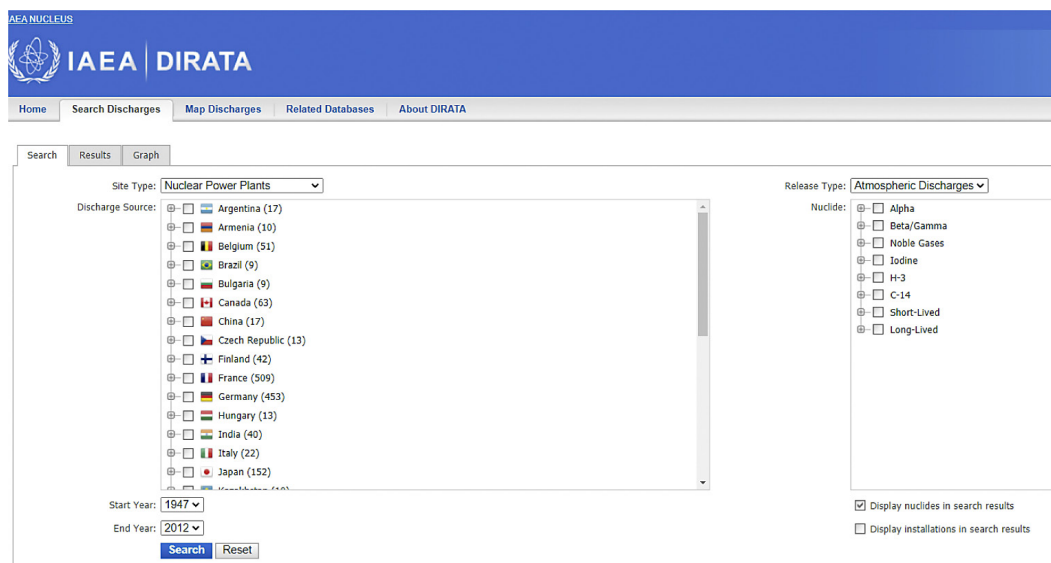 IAEA NUCLEUS
IAEA | DIRATA
Home Search Discharges Map Discharges Related Databases About DIRATA
Search Results Graph
Site Type: Nuclear Power Plants
Discharge Source:
Argentina (17)
Armenia (10)
Belgium (51)
Brazil (9)
Bulgaria (9)
Canada (63)
China (17)
Czech Republic (13)
Finland (42)
France (509)
Germany (453)
Hungary (13)
India (40)
Italy (22)
Japan (152)
Start Year: 1947
End Year: 2012
Search Reset
Release Type: Atmospheric Discharges
Nuclide:
Alpha
Beta/Gamma
Noble Gases
Iodine
H-3
C-14
Short-Lived
Long-Lived
Display nuclides in search results
Display installations in search results